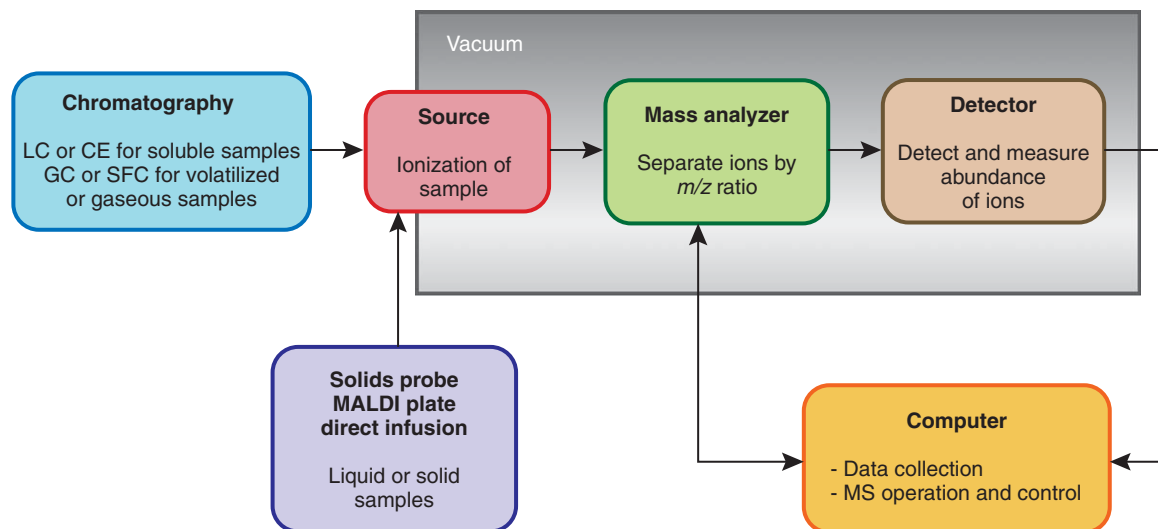 Vacuum
Chromatography
LC or CE for soluble samples
GC or SFC for volatilized
or gaseous samples
Source
Ionization of
sample
Mass analyzer
Separate ions by
m/z ratio
Detector
Detect and measure
abundance
of ions
Solids probe
MALDI plate
direct infusion
Liquid or solid
samples
Computer
- Data collection
- MS operation and control